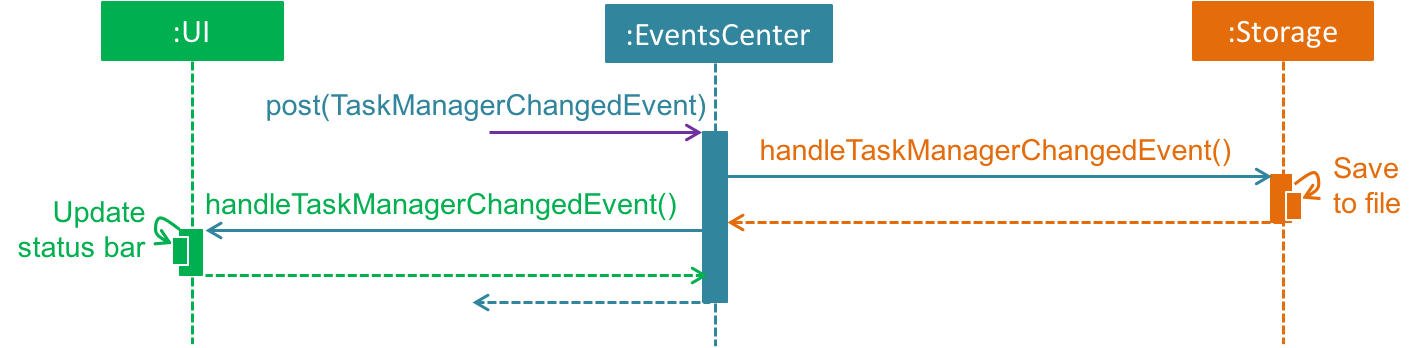 :UI
:EventsCenter
:Storage
post(TaskManagerChangedEvent)
handleTaskManagerChangedEvent()
Save
to file
handleTaskManagerChangedEvent()
Update
status bar